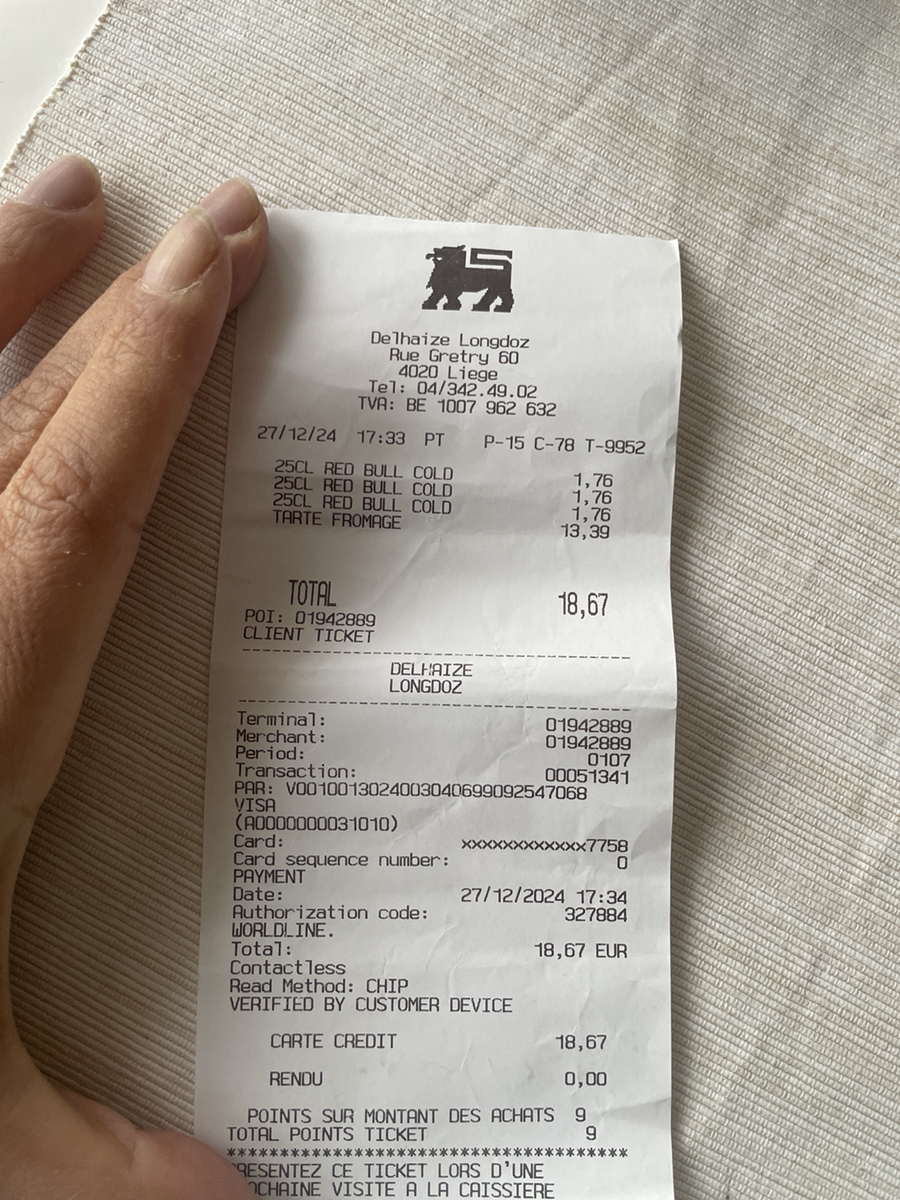 Delhaize Longdoz
Rue Gretry 60
4020 Liege
Tel: 04/342.49.02
TVA: BE 1007 962 632
27/12/24 17:33 PT P-15 C-78 T-9952
25CL RED BULL COLD 1,76
25CL RED BULL COLD 1,76
25CL RED BULL COLD 1,76
TARTE FROMAGE 13,39
TOTAL 18,67
POI: 01942889
CLIENT TICKET
DELHAIZE
LONGDOZ
Terminal: 01942889
Merchant: 01942889
Period: 0107
Transaction: 00051341
PAR: V0010013024003040699092547068
VISA
(A0000000031010)
Card: xxxxxxxxxxxx7758
Card sequence number: 0
PAYMENT
Date: 27/12/2024 17:34
Authorization code: 327884
WORLDLINE.
Total: 18,67 EUR
Contactless
Read Method: CHIP
VERIFIED BY CUSTOMER DEVICE
CARTE CREDIT 18,67
RENDU 0,00
POINTS SUR MONTANT DES ACHATS 9
TOTAL POINTS TICKET 9
************************************
RESENTEZ CE TICKET LORS D'UNE
OCHAINE VISITE A LA CAISSIERE